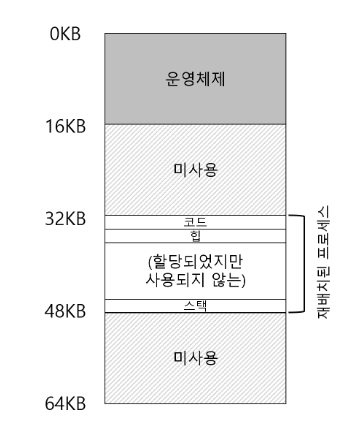 0KB
운영체제
16KB
미사용
32KB
코드
힙
(할당되었지만
사용되지 않는)
스택
48KB
재배치된 프로세스
미사용
64KB